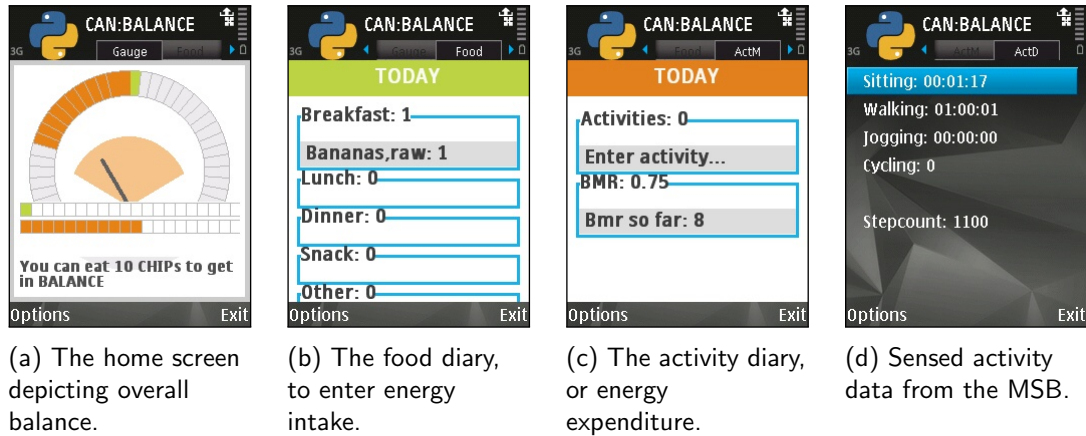 CAN:BALANCE
3G
Gauge Food
You can eat 10 CHIPs to get
in BALANCE
Options Exit
(a) The home screen
depicting overall
balance.
CAN:BALANCE
Gauge Food
TODAY
Breakfast: 1
Bananas,raw: 1
Lunch: 0
Dinner: 0
Snack: 0
Other: 0
Options Exit
(b) The food diary,
to enter energy
intake.
CAN:BALANCE
3G
Food ActM
TODAY
Activities: 0
Enter activity...
BMR: 0.75
Bmr so far: 8
Options Exit
(c) The activity diary,
or energy
expenditure.
CAN:BALANCE
3G
ActM ActD
Sitting: 00:01:17
Walking: 01:00:01
Jogging: 00:00:00
Cycling: 0
Stepcount: 1100
Options Exit
(d) Sensed activity
data from the MSB.